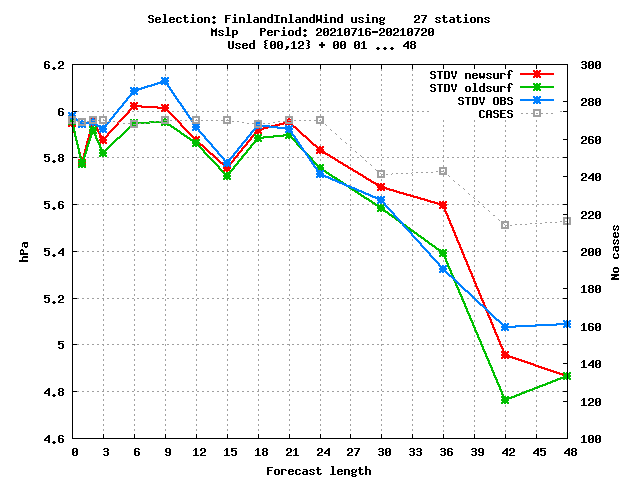 Selection: FinlandInlandWind using    27 stations
Mslp   Period: 20210716-20210720
Used {00,12} + 00 01 ... 48
STDV newsurf
STDV oldsurf
STDV OBS
CASES
hPa
6.2
6
5.8
5.6
5.4
5.2
5
4.8
4.6
300
280
260
240
220
200
180
160
140
120
100
No cases
0 3 6 9 12 15 18 21 24 27 30 33 36 39 42 45 48
Forecast length